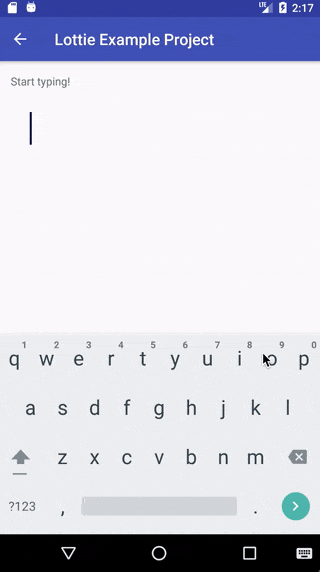 LTE 2:17
Lottie Example Project
Start typing!
1 2 3 4 5 6 7 8 9 0
q w e r t y u i o p
a s d f g h j k l
z x c v b n m
?123 , .